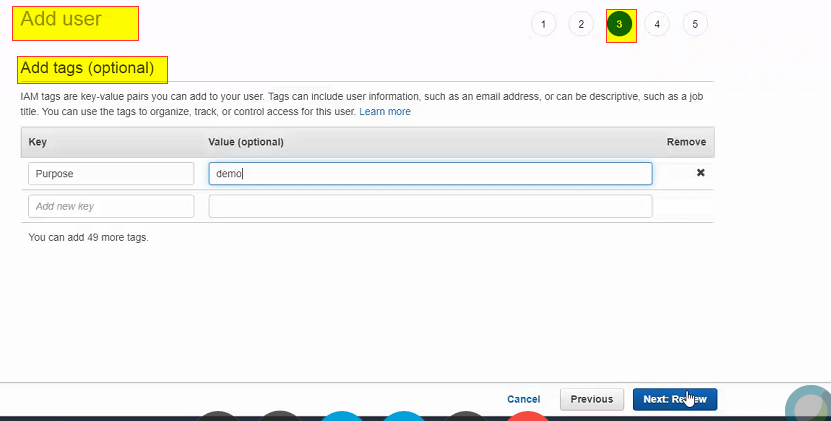 Add user
1 2 3 4 5
Add tags (optional)
IAM tags are key-value pairs you can add to your user. Tags can include user information, such as an email address, or can be descriptive, such as a job
title. You can use the tags to organize, track, or control access for this user. Learn more
Key Value (optional) Remove
Purpose demo
Add new key
You can add 49 more tags.
Cancel Previous Next: Review